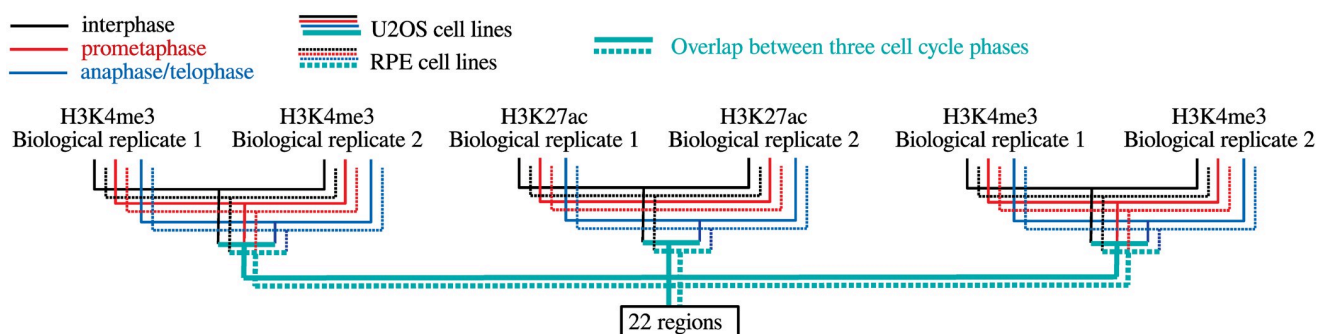 interphase
prometaphase
anaphase/telophase
U2OS cell lines
RPE cell lines
Overlap between three cell cycle phases
H3K4me3
Biological replicate 1
H3K4me3
Biological replicate 2
H3K27ac
Biological replicate 1
H3K27ac
Biological replicate 2
H3K4me3
Biological replicate 1
H3K4me3
Biological replicate 2
22 regions